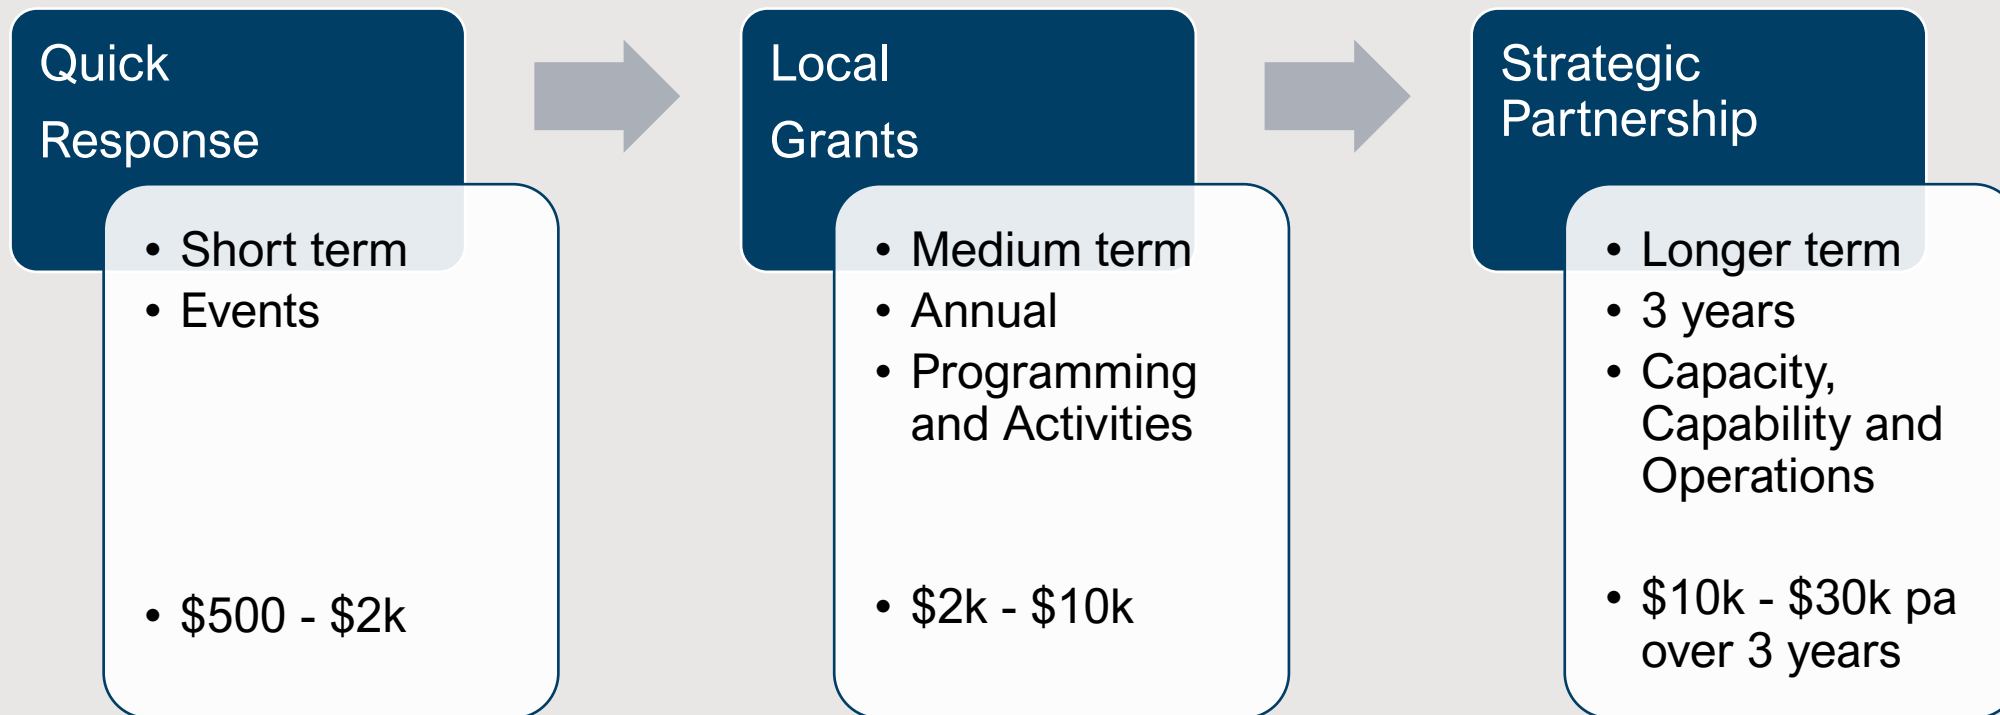 Quick
Response
• Short term
• Events
• $500 - $2k
Local
Grants
• Medium term
• Annual
• Programming
and Activities
• $2k - $10k
Strategic
Partnership
• Longer term
• 3 years
• Capacity,
Capability and
Operations
• $10k - $30k pa
over 3 years